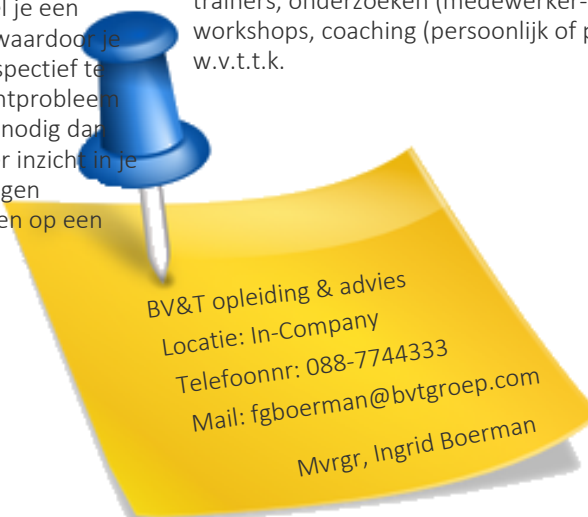 el je een
waardoor je
spectief te
ntprobleem
nodig dan
r inzicht in je
gen
en op een
trainers, onderzoeken (medewerker-
workshops, coaching (persoonlijk of p
w.v.t.t.k.
BV&T opleiding & advies
Locatie: In-Company
Telefoonnr: 088-7744333
Mail: fgboerman@bvtgroep.com
Mvrgr, Ingrid Boerman